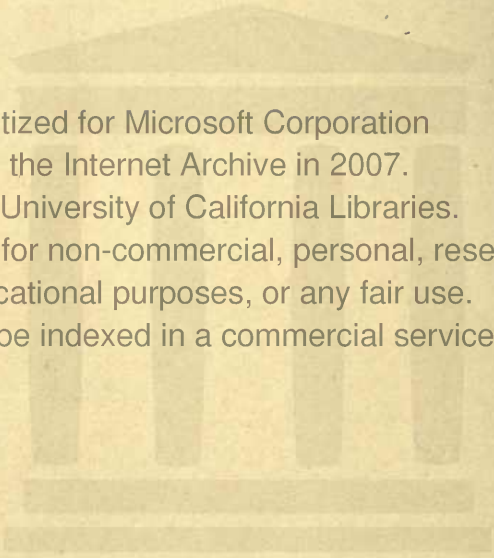 tized for Microsoft Corporation
the Internet Archive in 2007.
University of California Libraries.
for non-commercial, personal, rese
cational purposes, or any fair use.
be indexed in a commercial service